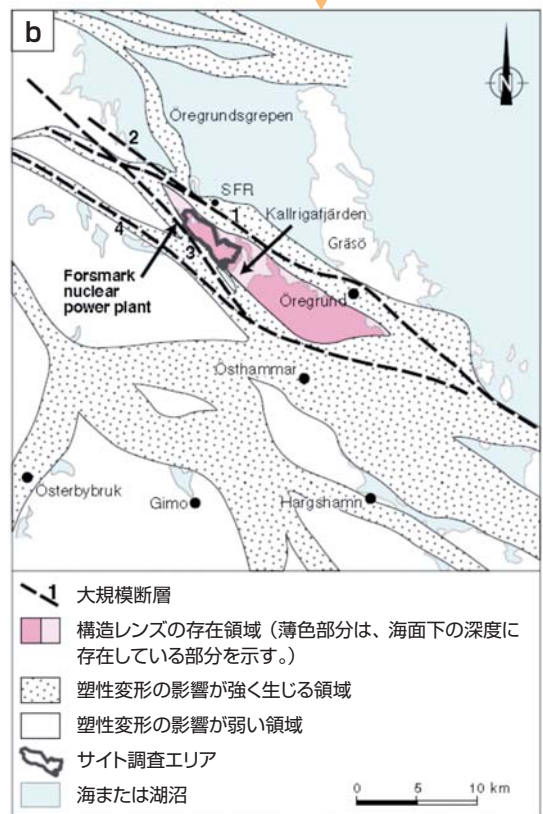 b
N
Öregrundsgrepen
2
SFR
1
Kallrigafjärden
Gräsö
4
3
Forsmark
nuclear
power plant
Öregrund
Östhammar
Österbybruk
Gimo
Hargshamn
1 大規模断層
構造レンズの存在領域（薄色部分は、海面下の深度に
存在している部分を示す。）
塑性変形の影響が強く生じる領域
塑性変形の影響が弱い領域
サイト調査エリア
海または湖沼
0 5 10 km